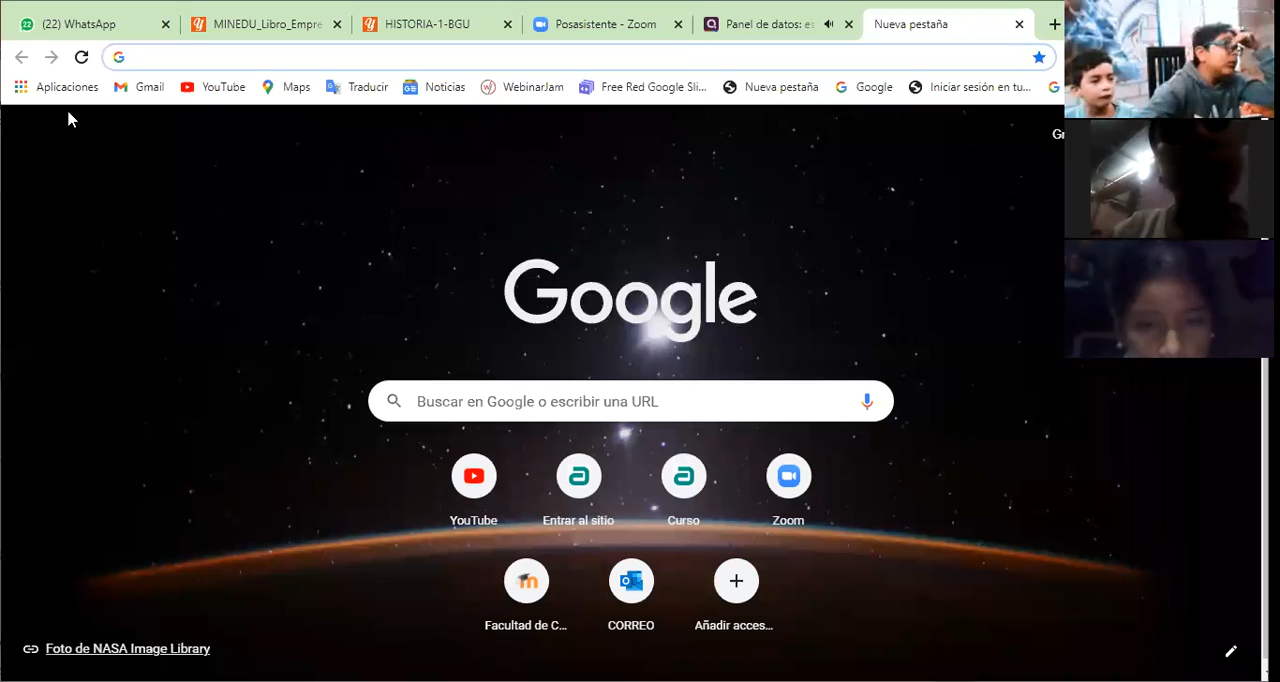 (22) WhatsApp
MINEDU_Libro_Empre
HISTORIA-1-BGU
Posasistente - Zoom
Panel de datos: es
Nueva pestaña
Aplicaciones
Gmail
YouTube
Maps
Traducir
Noticias
WebinarJam
Free Red Google Sli...
Nueva pestaña
Google
Iniciar sesión en tu...
Google
Buscar en Google o escribir una URL
YouTube
Entrar al sitio
Curso
Zoom
Facultad de C...
CORREO
Añadir acces...
Foto de NASA Image Library